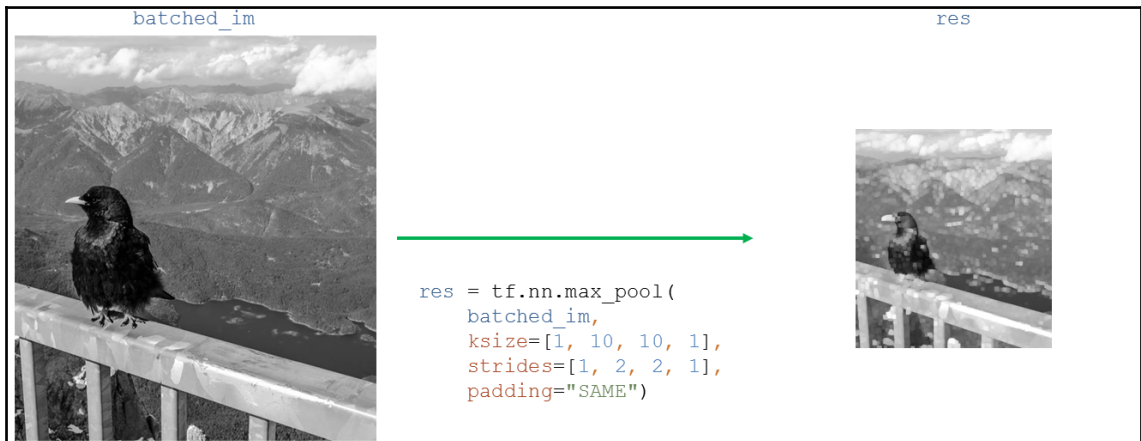 batched_im
res
res = tf.nn.max_pool(
batched_im,
ksize=[1, 10, 10, 1],
strides=[1, 2, 2, 1],
padding="SAME")